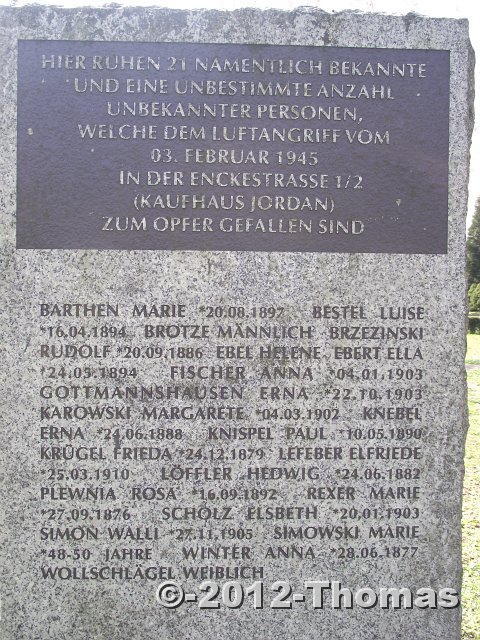 HIER RUHEN 21 NAMENTLICH BEKANNTE
UND EINE UNBESTIMMTE ANZAHL
UNBEKANNTER PERSONEN,
WELCHE DEM LUFTANGRIFF VOM
03. FEBRUAR 1945
IN DER ENCKESTRASSE 1/2
(KAUFHAUS JORDAN)
ZUM OPFER GEFALLEN SIND
BARTHEN MARIE *20.08.1897 BESTEL LUISE
*16.04.1894 BROTZE MÄNNLICH BRZEZINSKI
RUDOLF *20.09.1886 EBEL HELENE EBERT ELLA
*24.03.1894 FISCHER ANNA *04.01.1903
GOTTMANNSHAUSEN ERNA *22.10.1903
KAROWSKI MARGARETE *04.03.1902 KNEBEL
ERNA *24.06.1888 KNISPEL PAUL *10.05.1890
KRÜGEL FRIEDA *24.12.1879 LEFEBER ELFRIEDE
*25.03.1910 LÖFFLER HEDWIG *24.06.1882
PLEWNIA ROSA *16.09.1892 REXER MARIE
*27.09.1876 SCHOLZ ELSBETH *20.01.1903
SIMON WALLI *27.11.1905 SIMOWSKI MARIE
*48-50 JAHRE WINTER ANNA *28.06.1877
WOLLSCHLÄGEL WEIBLICH
©-2012-Thomas